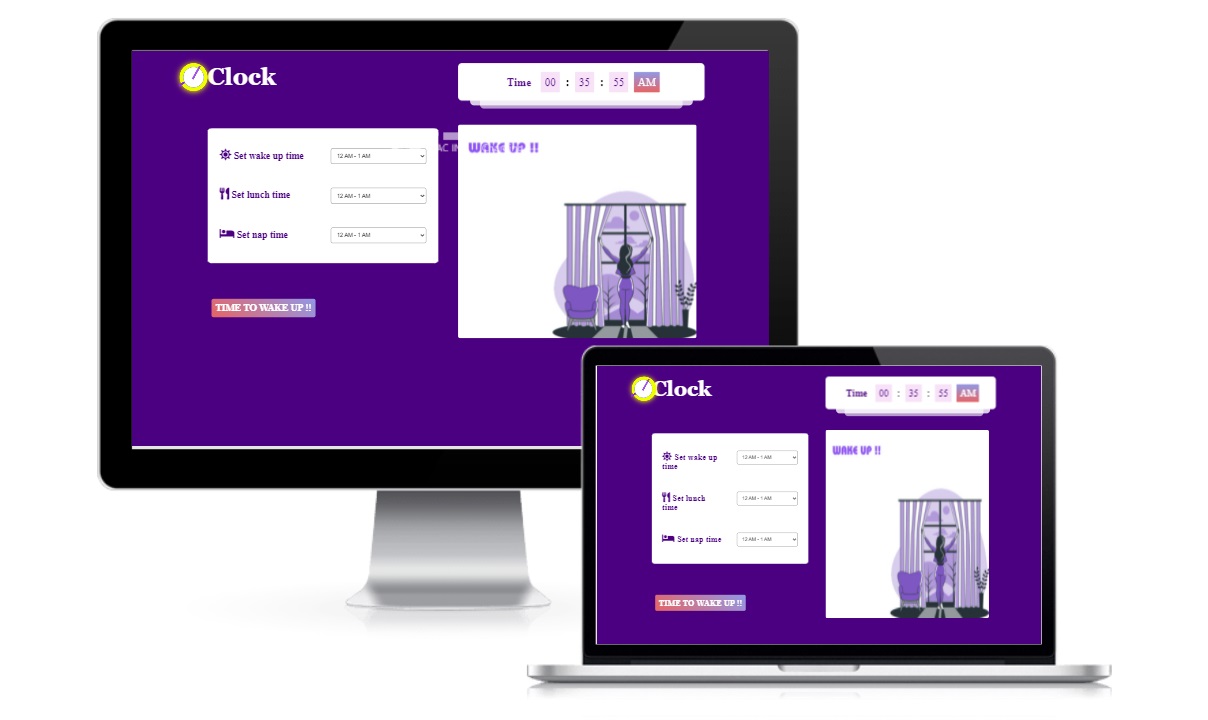 Clock
Time 00 : 35 : 55 AM
AC IN
WAKE UP !!
Set wake up time 12 AM - 1 AM
Set lunch time 12 AM - 1 AM
Set nap time 12 AM - 1 AM
TIME TO WAKE UP !!
Clock
Time 00 : 35 : 55 AM
WAKE UP !!
Set wake up
time
12 AM - 1 AM
Set lunch
time
12 AM - 1 AM
Set nap time 12 AM - 1 AM
TIME TO WAKE UP !!